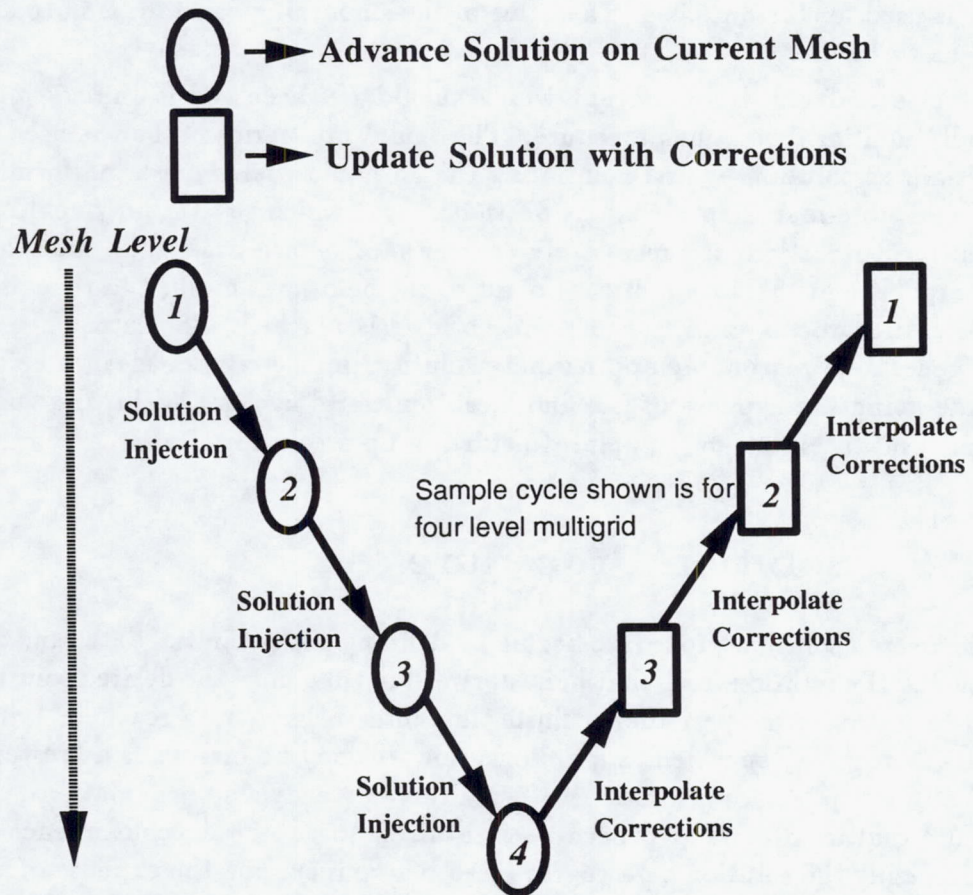 Advance Solution on Current Mesh
Update Solution with Corrections
Mesh Level
1
1
Solution
Injection
Interpolate
Corrections
2
Sample cycle shown is for
four level multigrid
2
Solution
Injection
Interpolate
Corrections
3
3
Solution
Injection
Interpolate
Corrections
4